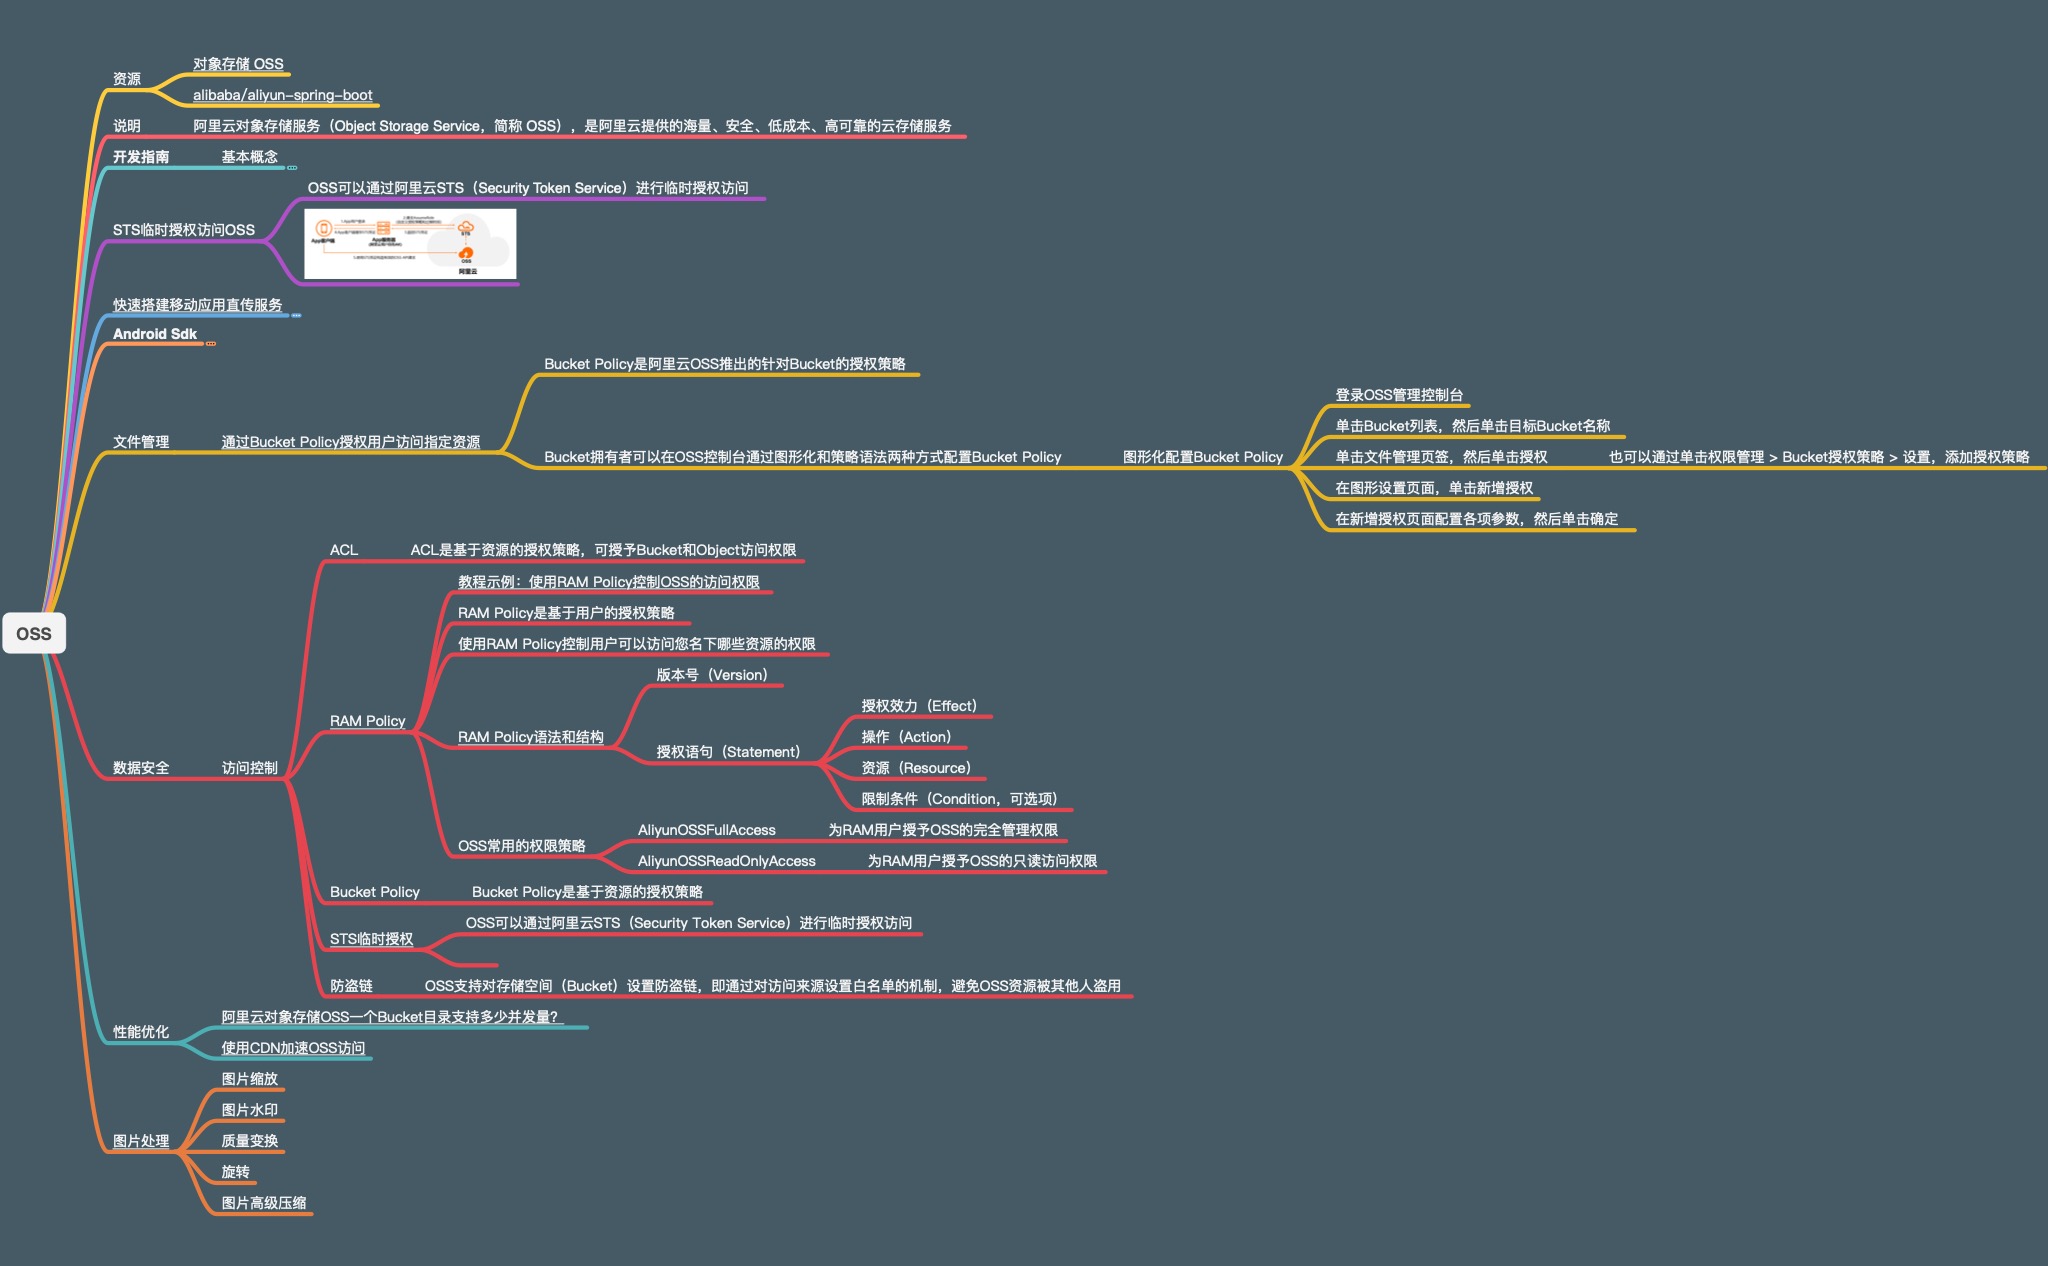 对象存储 OSS
资源
alibaba/aliyun-spring-boot
说明
阿里云对象存储服务（Object Storage Service，简称 OSS），是阿里云提供的海量、安全、低成本、高可靠的云存储服务
开发指南
基本概念
OSS可以通过阿里云STS（Security Token Service）进行临时授权访问
STS临时授权访问OSS
STS
App客户端
App服务器
OSS
阿里云
快速搭建移动应用直传服务
Android Sdk
Bucket Policy是阿里云OSS推出的针对Bucket的授权策略
文件管理
通过Bucket Policy授权用户访问指定资源
Bucket拥有者可以在OSS控制台通过图形化和策略语法两种方式配置Bucket Policy
图形化配置Bucket Policy
登录OSS管理控制台
单击Bucket列表，然后单击目标Bucket名称
单击文件管理页签，然后单击授权
也可以通过单击权限管理 > Bucket授权策略 > 设置，添加授权策略
在图形设置页面，单击新增授权
在新增授权页面配置各项参数，然后单击确定
OSS
数据安全
访问控制
ACL
ACL是基于资源的授权策略，可授予Bucket和Object访问权限
RAM Policy
教程示例：使用RAM Policy控制OSS的访问权限
RAM Policy是基于用户的授权策略
使用RAM Policy控制用户可以访问您名下哪些资源的权限
RAM Policy语法和结构
版本号（Version）
授权语句（Statement）
授权效力（Effect）
操作（Action）
资源（Resource）
限制条件（Condition，可选项）
OSS常用的权限策略
AliyunOSSFullAccess
为RAM用户授予OSS的完全管理权限
AliyunOSSReadOnlyAccess
为RAM用户授予OSS的只读访问权限
Bucket Policy
Bucket Policy是基于资源的授权策略
STS临时授权
OSS可以通过阿里云STS（Security Token Service）进行临时授权访问
防盗链
OSS支持对存储空间（Bucket）设置防盗链，即通过对访问来源设置白名单的机制，避免OSS资源被其他人盗用
性能优化
阿里云对象存储OSS一个Bucket目录支持多少并发量？
使用CDN加速OSS访问
图片处理
图片缩放
图片水印
质量变换
旋转
图片高级压缩